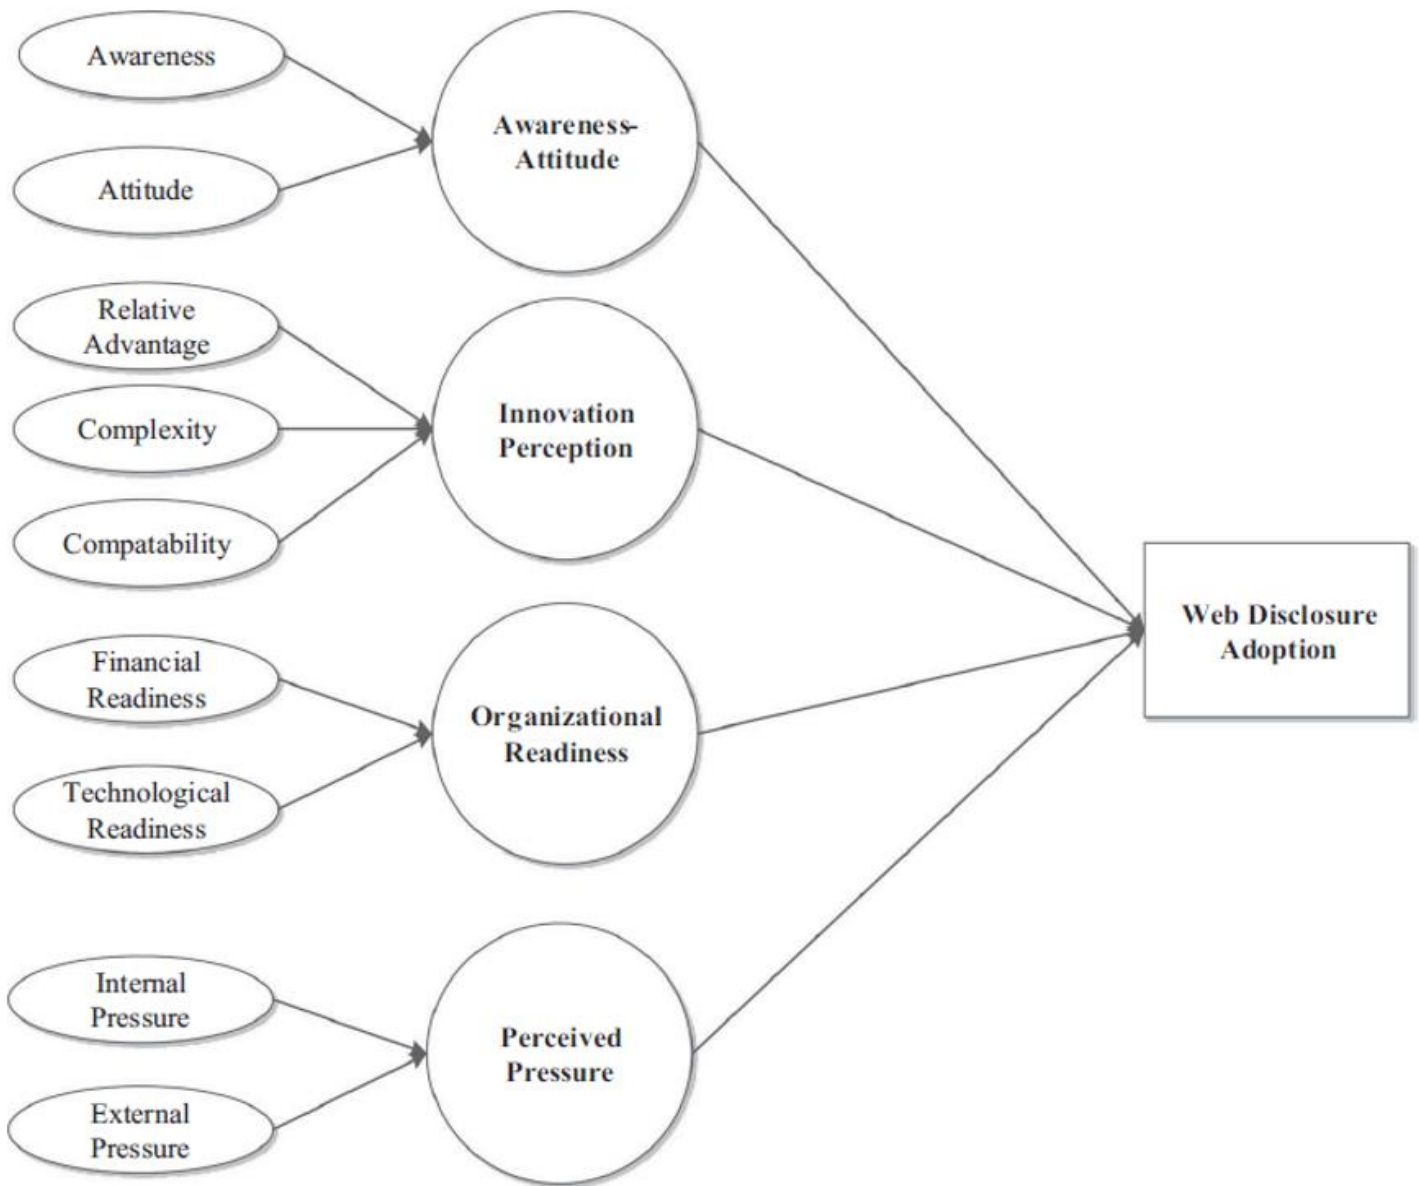 Awareness
Attitude
Awareness-
Attitude
Relative
Advantage
Complexity
Compatability
Innovation
Perception
Financial
Readiness
Technological
Readiness
Organizational
Readiness
Internal
Pressure
External
Pressure
Perceived
Pressure
Web Disclosure
Adoption